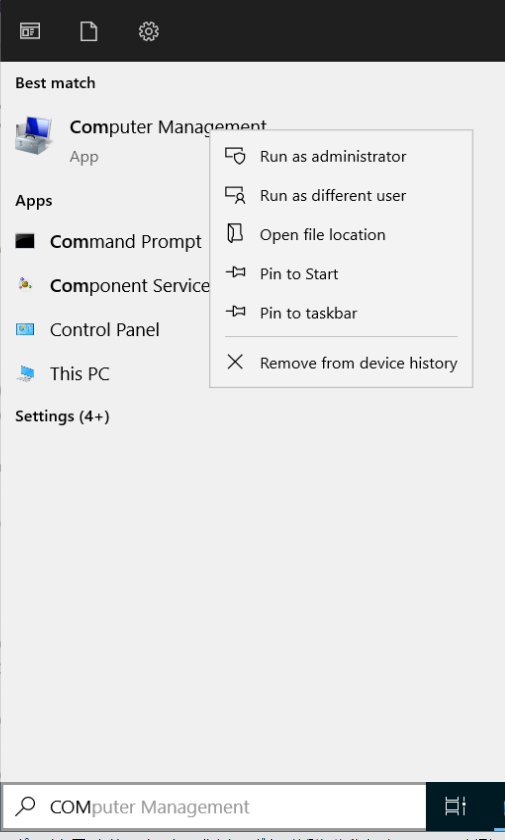 Best match
Computer Management
App
Run as administrator
Run as different user
Open file location
Pin to Start
Pin to taskbar
Remove from device history
Apps
Command Prompt
Component Service
Control Panel
This PC
Settings (4+)
COMputer Management